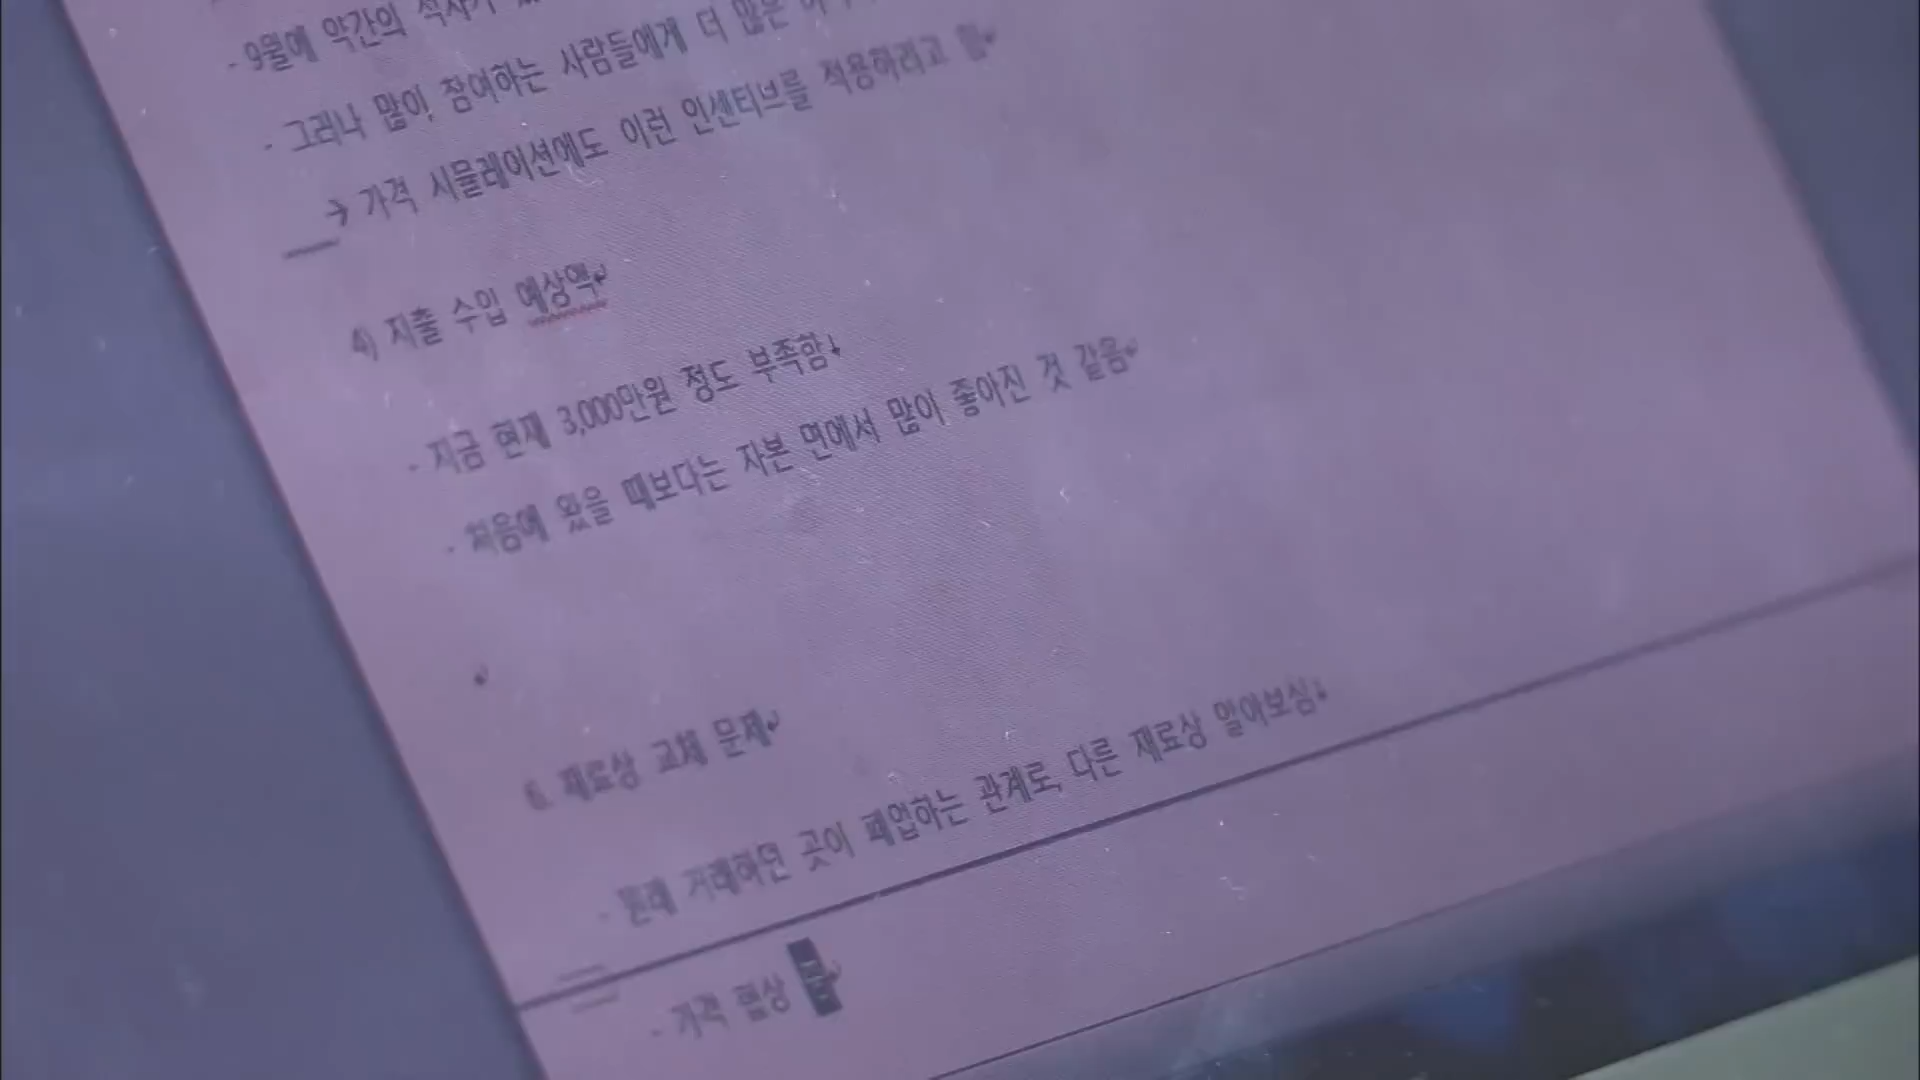 - 9월에 약간의 적자가
- 그러나 많이 참여하는 사람들에게 더 많은
→ 가격 시뮬레이션에도 이런 인센티브를 적용하려고 함
4) 지출 수입 예상액
- 지금 현재 3,000만원 정도 부족함
- 처음에 왔을 때보다는 자본 면에서 많이 좋아진 것 같음
6. 재료상 교체 문제
- 원래 거래하던 곳이 폐업하는 관계로, 다른 재료상 알아보심
- 가격 협상